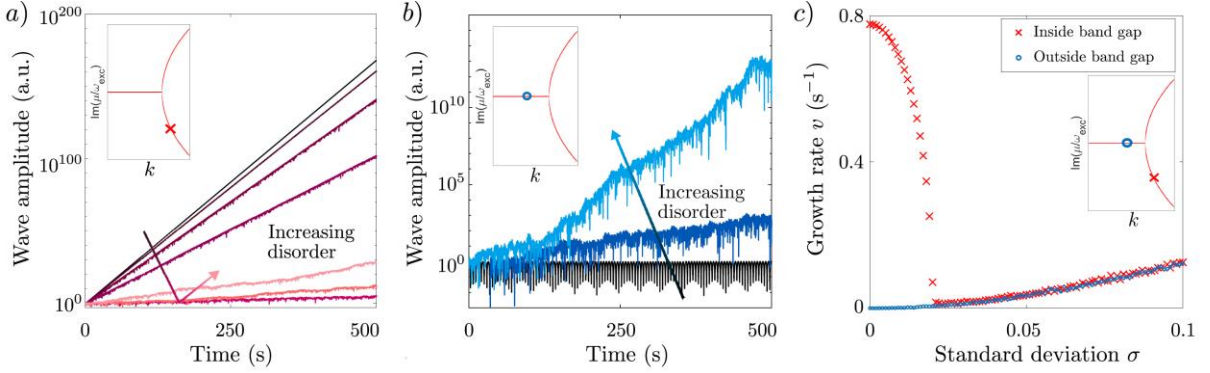 a)
10^200
10^100
10^0
Wave amplitude (a.u.)
Im(μ/ω_exc)
k
Increasing
disorder
0
250
500
Time (s)
b)
10^10
10^5
10^0
Wave amplitude (a.u.)
Im(μ/ω_exc)
k
Increasing
disorder
0
250
500
Time (s)
c)
0.8
0.4
0
Growth rate v (s⁻¹)
Inside band gap
Outside band gap
Im(μ/ω_exc)
k
0
0.05
0.1
Standard deviation σ